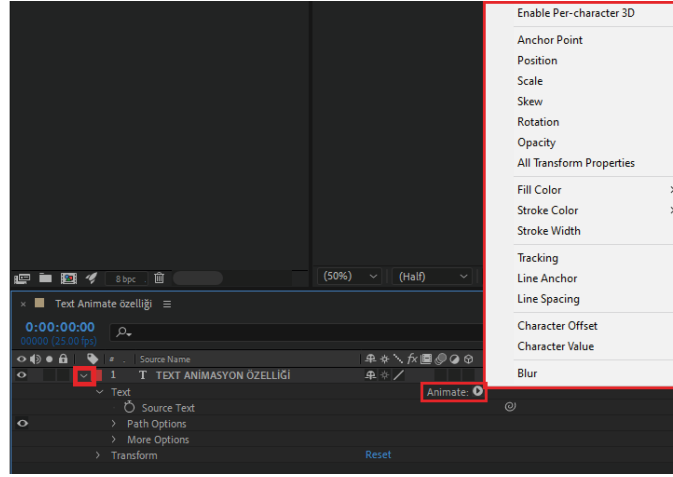 Enable Per-character 3D
Anchor Point
Position
Scale
Skew
Rotation
Opacity
All Transform Properties
Fill Color
Stroke Color
Stroke Width
Tracking
Line Anchor
Line Spacing
Character Offset
Character Value
Blur
8 bpc
(50%) (Half)
Text Animate özelliği
0:00:00:00
00000 (25.00 fps)
# . Source Name
1 T TEXT ANİMASYON ÖZELLİĞİ
Text Animate:
Source Text
Path Options
More Options
Transform Reset